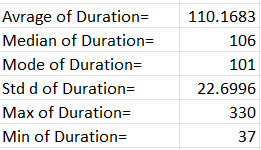 Avrage of Duration= 110.1683
Median of Duration= 106
Mode of Duration= 101
Std d of Duration= 22.6996
Max of Duration= 330
Min of Duration= 37